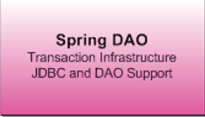 Spring DAO
Transaction Infrastructure
JDBC and DAO Support